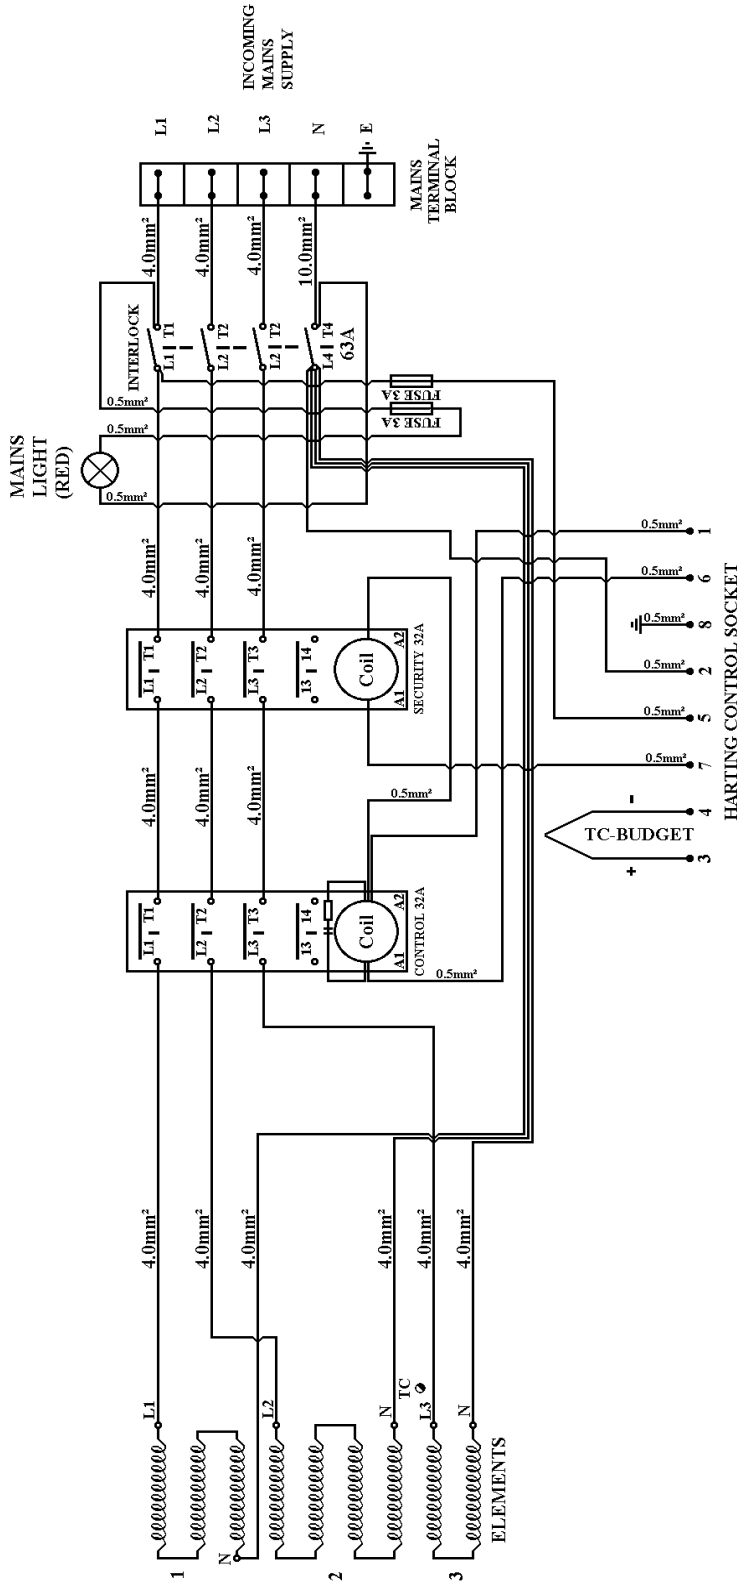 MAINS
LIGHT
(RED)
0.5mm²
0.5mm²
0.5mm²
INTERLOCK
L1
4.0mm²
L1 T1
4.0mm²
L1 T1
4.0mm²
L1 T1
4.0mm²
L1
1
4.0mm²
L2 T2
4.0mm²
L2 T2
4.0mm²
L2 T2
4.0mm²
L2
N
L2
4.0mm²
L3 T3
4.0mm²
L3 T3
4.0mm²
L2 T2
4.0mm²
L3
INCOMING
MAINS
SUPPLY
2
13 14
13 14
L4 T4
10.0mm²
N
63A
Coil
Coil
E
A1 A2
A1 A2
CONTROL 32A
SECURITY 32A
FUSE 3A
FUSE 3A
MAINS
TERMINAL
BLOCK
N
TC
4.0mm²
L3
4.0mm²
0.5mm²
0.5mm²
3
N
4.0mm²
ELEMENTS
+ -
TC-BUDGET
0.5mm²
0.5mm²
0.5mm²
0.5mm²
0.5mm²
0.5mm²
3 4 7 5 2 8 6 1
HARTING CONTROL SOCKET